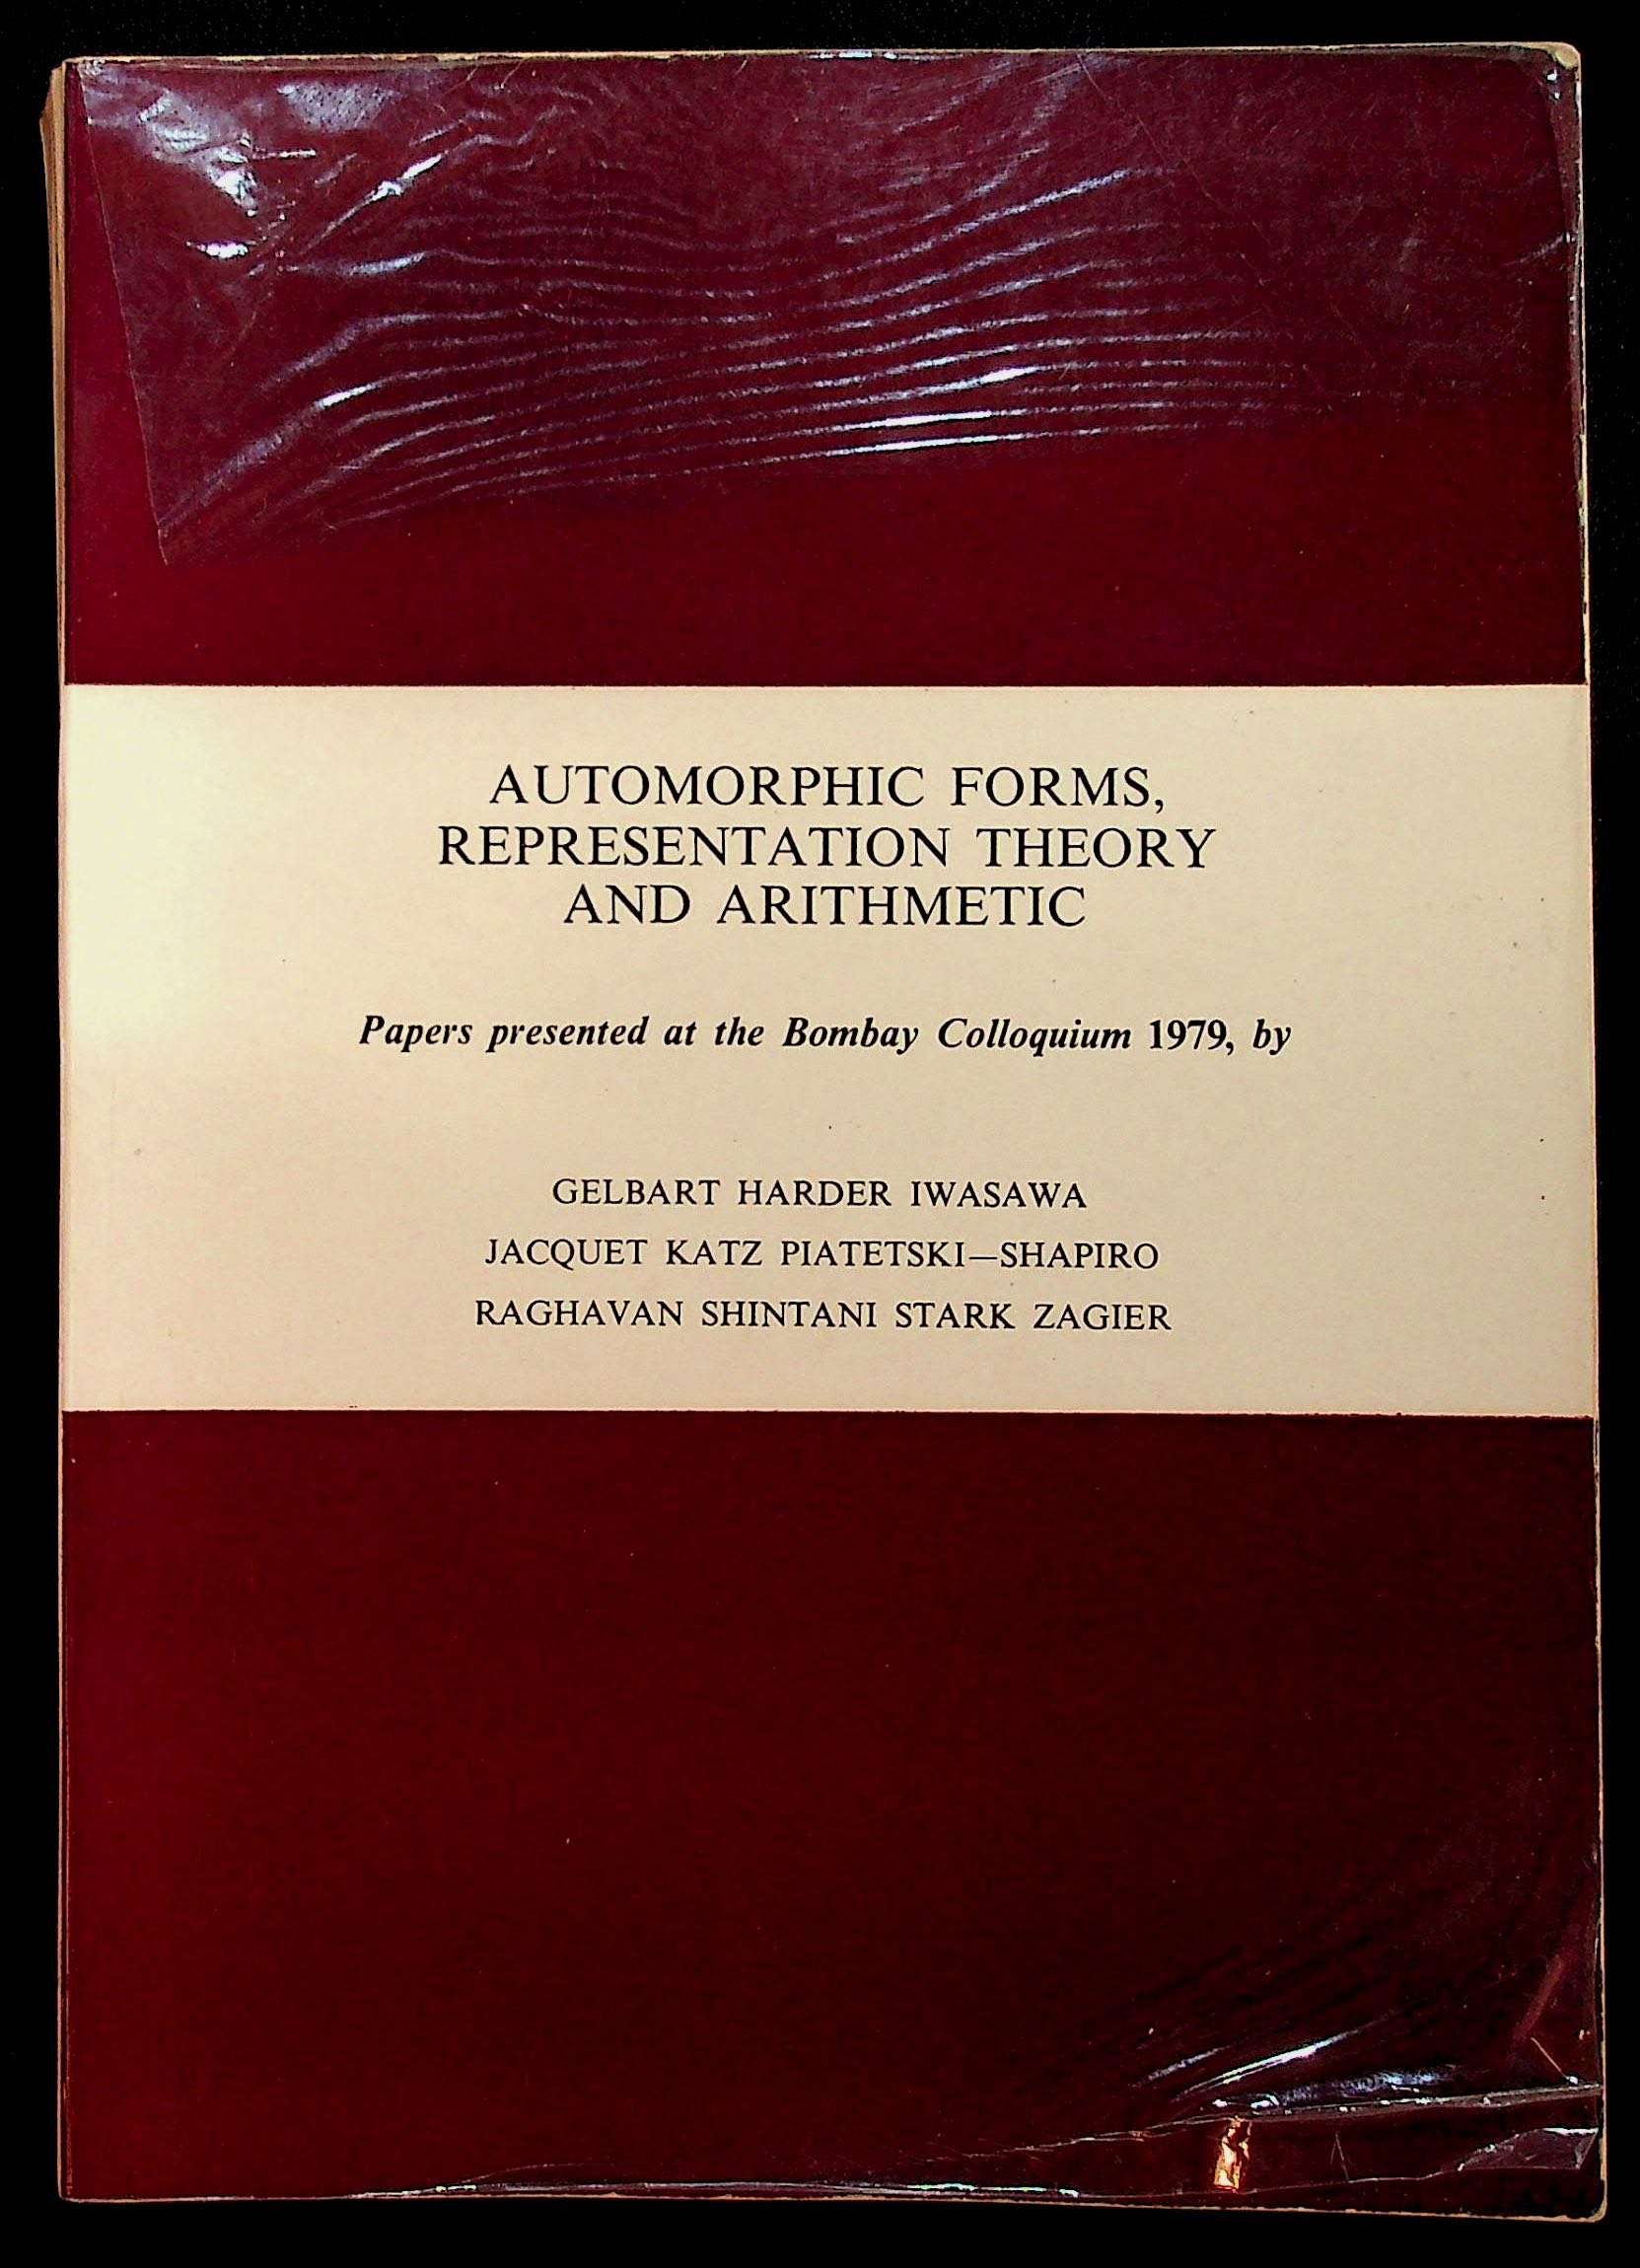 AUTOMORPHIC FORMS,
REPRESENTATION THEORY
AND ARITHMETIC
Papers presented at the Bombay Colloquium 1979, by
GELBART HARDER IWASAWA
JACQUET KATZ PIATETSKI—SHAPIRO
RAGHAVAN SHINTANI STARK ZAGIER